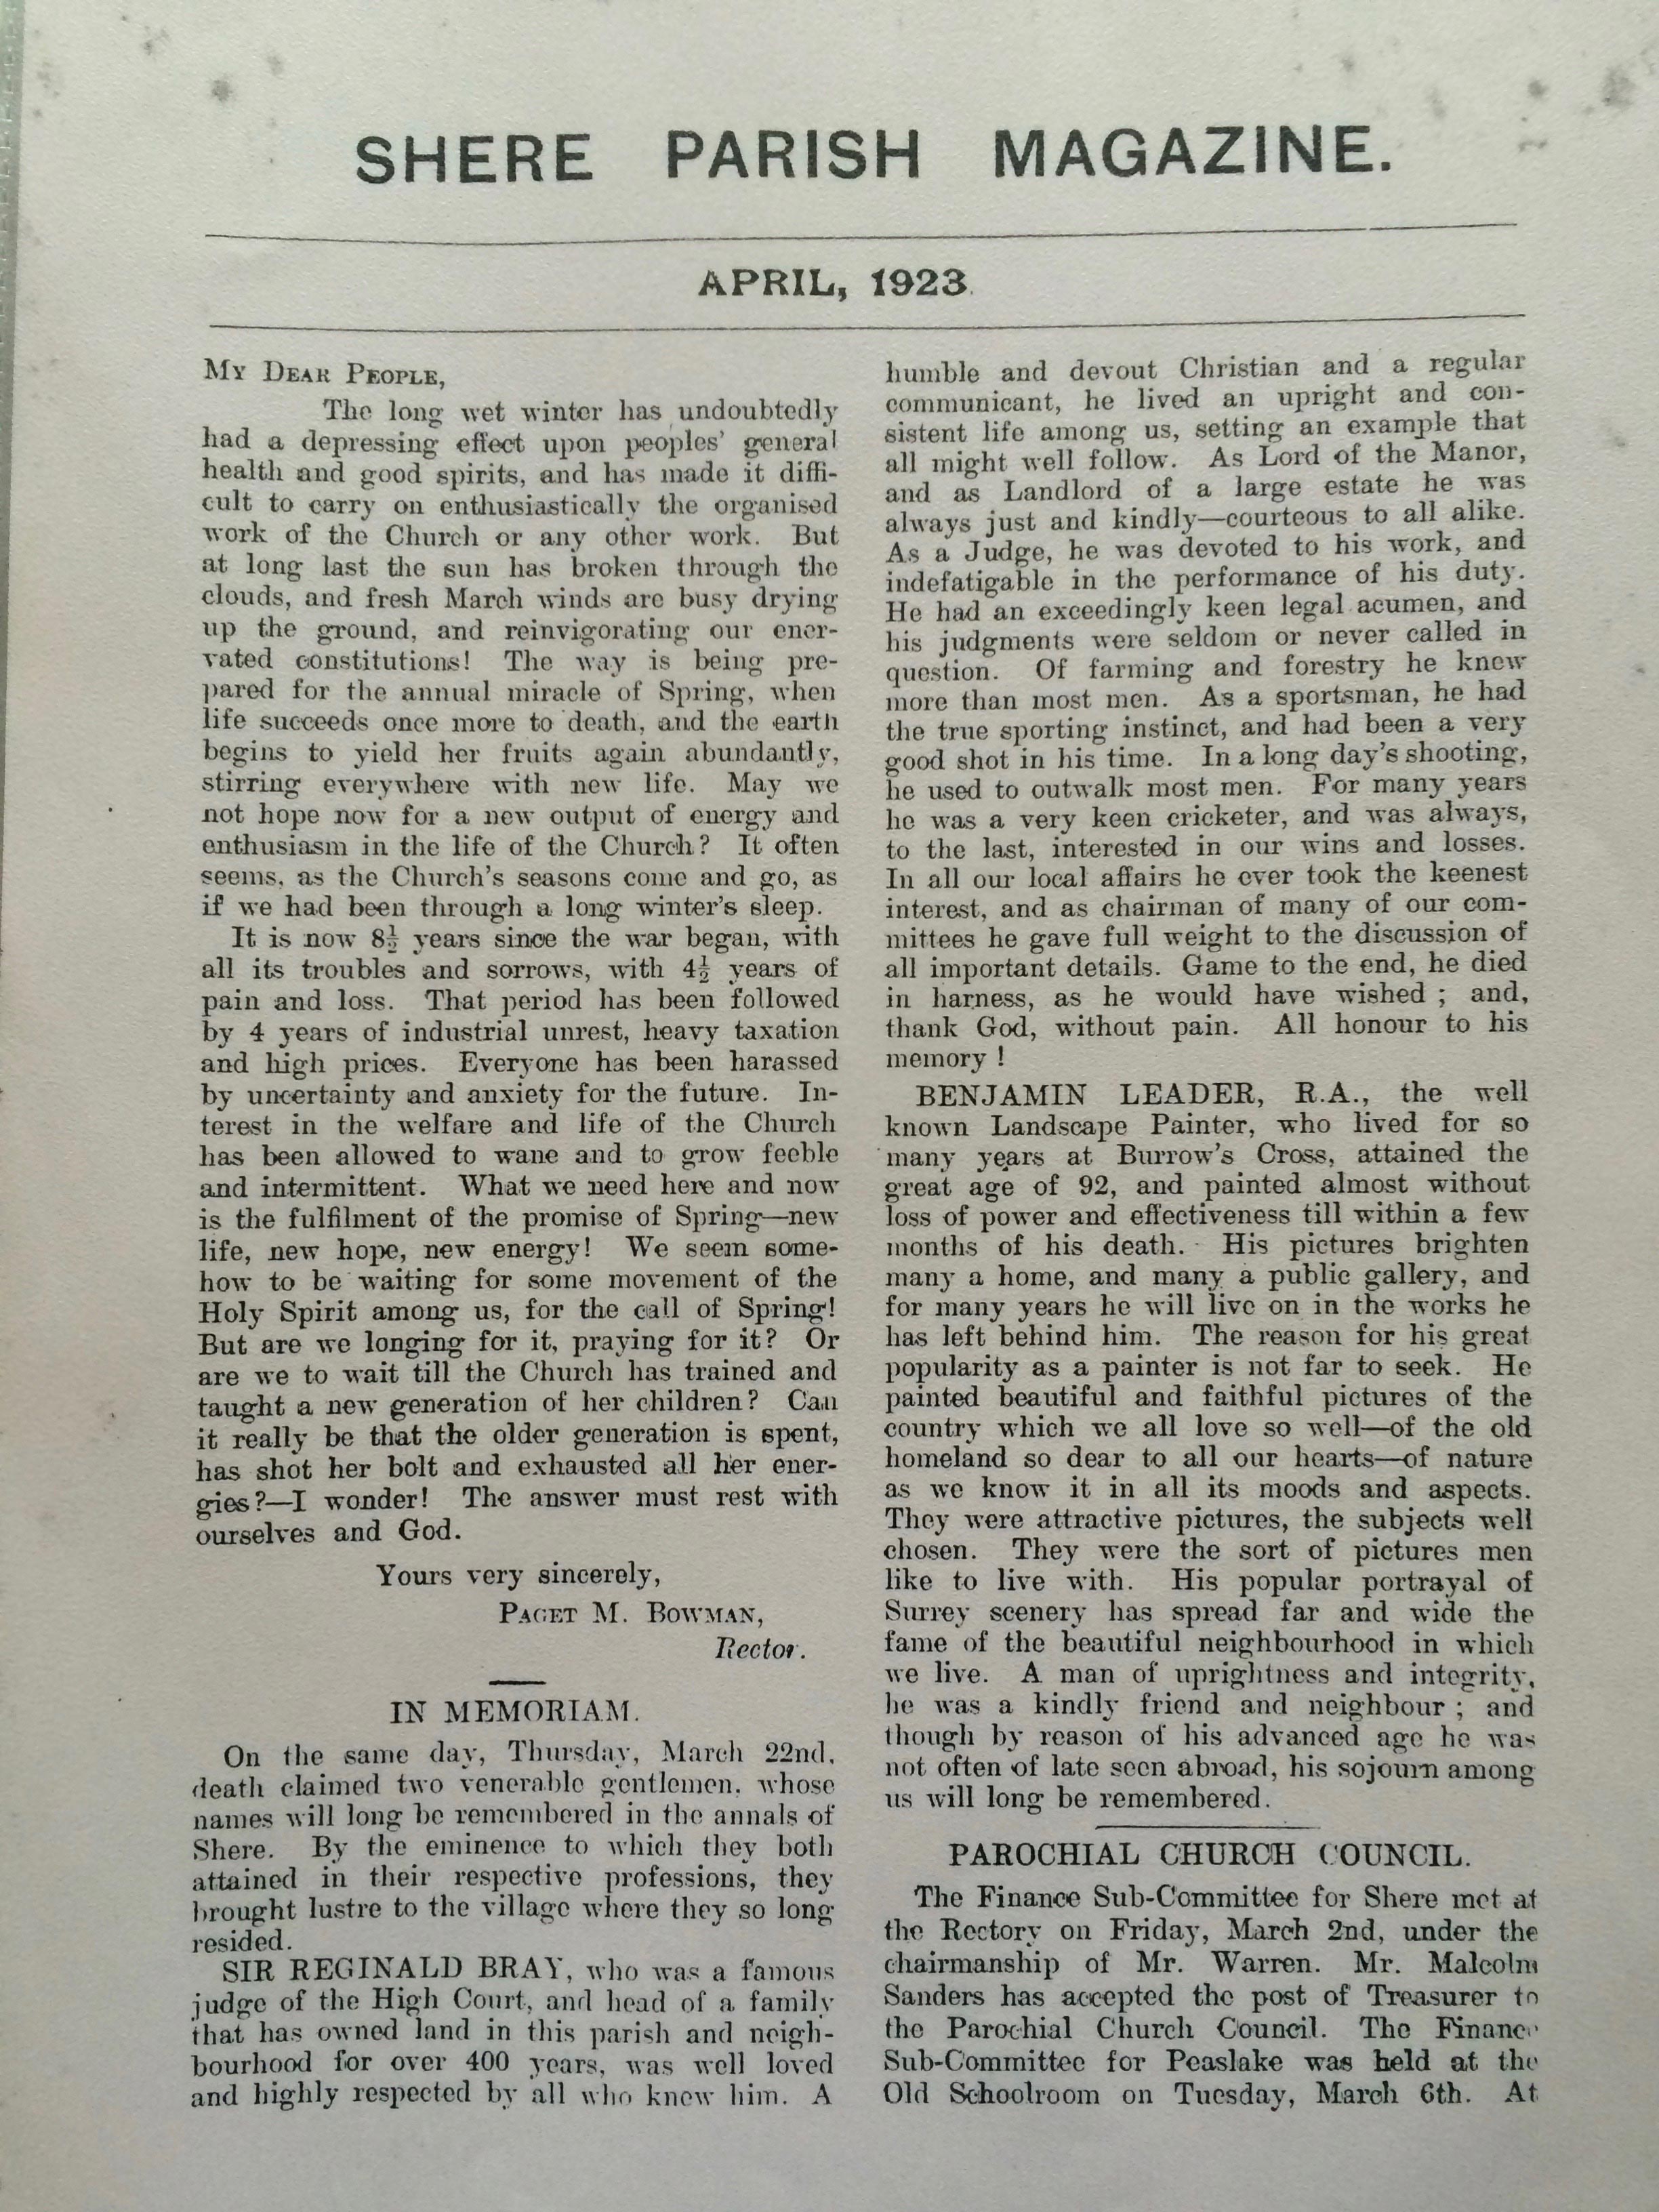 SHERE PARISH MAGAZINE.
APRIL, 1923.
MY DEAR PEOPLE,
The long wet winter has undoubtedly
had a depressing effect upon peoples' general
health and good spirits, and has made it diffi-
cult to carry on enthusiastically the organised
work of the Church or any other work. But
at long last the sun has broken through the
clouds, and fresh March winds are busy drying
up the ground, and reinvigorating our ener-
vated constitutions! The way is being pre-
pared for the annual miracle of Spring, when
life succeeds once more to death, and the earth
begins to yield her fruits again abundantly,
stirring everywhere with new life. May we
not hope now for a new output of energy and
enthusiasm in the life of the Church? It often
seems, as the Church's seasons come and go, as
if we had been through a long winter's sleep.
It is now 8½ years since the war began, with
all its troubles and sorrows, with 4½ years of
pain and loss. That period has been followed
by 4 years of industrial unrest, heavy taxation
and high prices. Everyone has been harassed
by uncertainty and anxiety for the future. In-
terest in the welfare and life of the Church
has been allowed to wane and to grow feeble
and intermittent. What we need here and now
is the fulfilment of the promise of Spring—new
life, new hope, new energy! We seem some-
how to be waiting for some movement of the
Holy Spirit among us, for the call of Spring!
But are we longing for it, praying for it? Or
are we to wait till the Church has trained and
taught a new generation of her children? Can
it really be that the older generation is spent,
has shot her bolt and exhausted all her ener-
gies?—I wonder! The answer must rest with
ourselves and God.
Yours very sincerely,
PAGET M. BOWMAN,
Rector.
IN MEMORIAM.
On the same day, Thursday, March 22nd,
death claimed two venerable gentlemen, whose
names will long be remembered in the annals of
Shere. By the eminence to which they both
attained in their respective professions, they
brought lustre to the village where they so long
resided.
SIR REGINALD BRAY, who was a famous
judge of the High Court, and head of a family
that has owned land in this parish and neigh-
bourhood for over 400 years, was well loved
and highly respected by all who knew him. A
humble and devout Christian and a regular
communicant, he lived an upright and con-
sistent life among us, setting an example that
all might well follow. As Lord of the Manor,
and as Landlord of a large estate he was
always just and kindly—courteous to all alike.
As a Judge, he was devoted to his work, and
indefatigable in the performance of his duty.
He had an exceedingly keen legal acumen, and
his judgments were seldom or never called in
question. Of farming and forestry he knew
more than most men. As a sportsman, he had
the true sporting instinct, and had been a very
good shot in his time. In a long day's shooting,
he used to outwalk most men. For many years
he was a very keen cricketer, and was always,
to the last, interested in our wins and losses.
In all our local affairs he ever took the keenest
interest, and as chairman of many of our com-
mittees he gave full weight to the discussion of
all important details. Game to the end, he died
in harness, as he would have wished ; and,
thank God, without pain. All honour to his
memory !
BENJAMIN LEADER, R.A., the well
known Landscape Painter, who lived for so
many years at Burrow's Cross, attained the
great age of 92, and painted almost without
loss of power and effectiveness till within a few
months of his death. His pictures brighten
many a home, and many a public gallery, and
for many years he will live on in the works he
has left behind him. The reason for his great
popularity as a painter is not far to seek. He
painted beautiful and faithful pictures of the
country which we all love so well—of the old
homeland so dear to all our hearts—of nature
as we know it in all its moods and aspects.
They were attractive pictures, the subjects well
chosen. They were the sort of pictures men
like to live with. His popular portrayal of
Surrey scenery has spread far and wide the
fame of the beautiful neighbourhood in which
we live. A man of uprightness and integrity,
he was a kindly friend and neighbour ; and
though by reason of his advanced age he was
not often of late seen abroad, his sojourn among
us will long be remembered.
PAROCHIAL CHURCH COUNCIL.
The Finance Sub-Committee for Shere met at
the Rectory on Friday, March 2nd, under the
chairmanship of Mr. Warren. Mr. Malcolm
Sanders has accepted the post of Treasurer to
the Parochial Church Council. The Finance
Sub-Committee for Peaslake was held at the
Old Schoolroom on Tuesday, March 6th. At